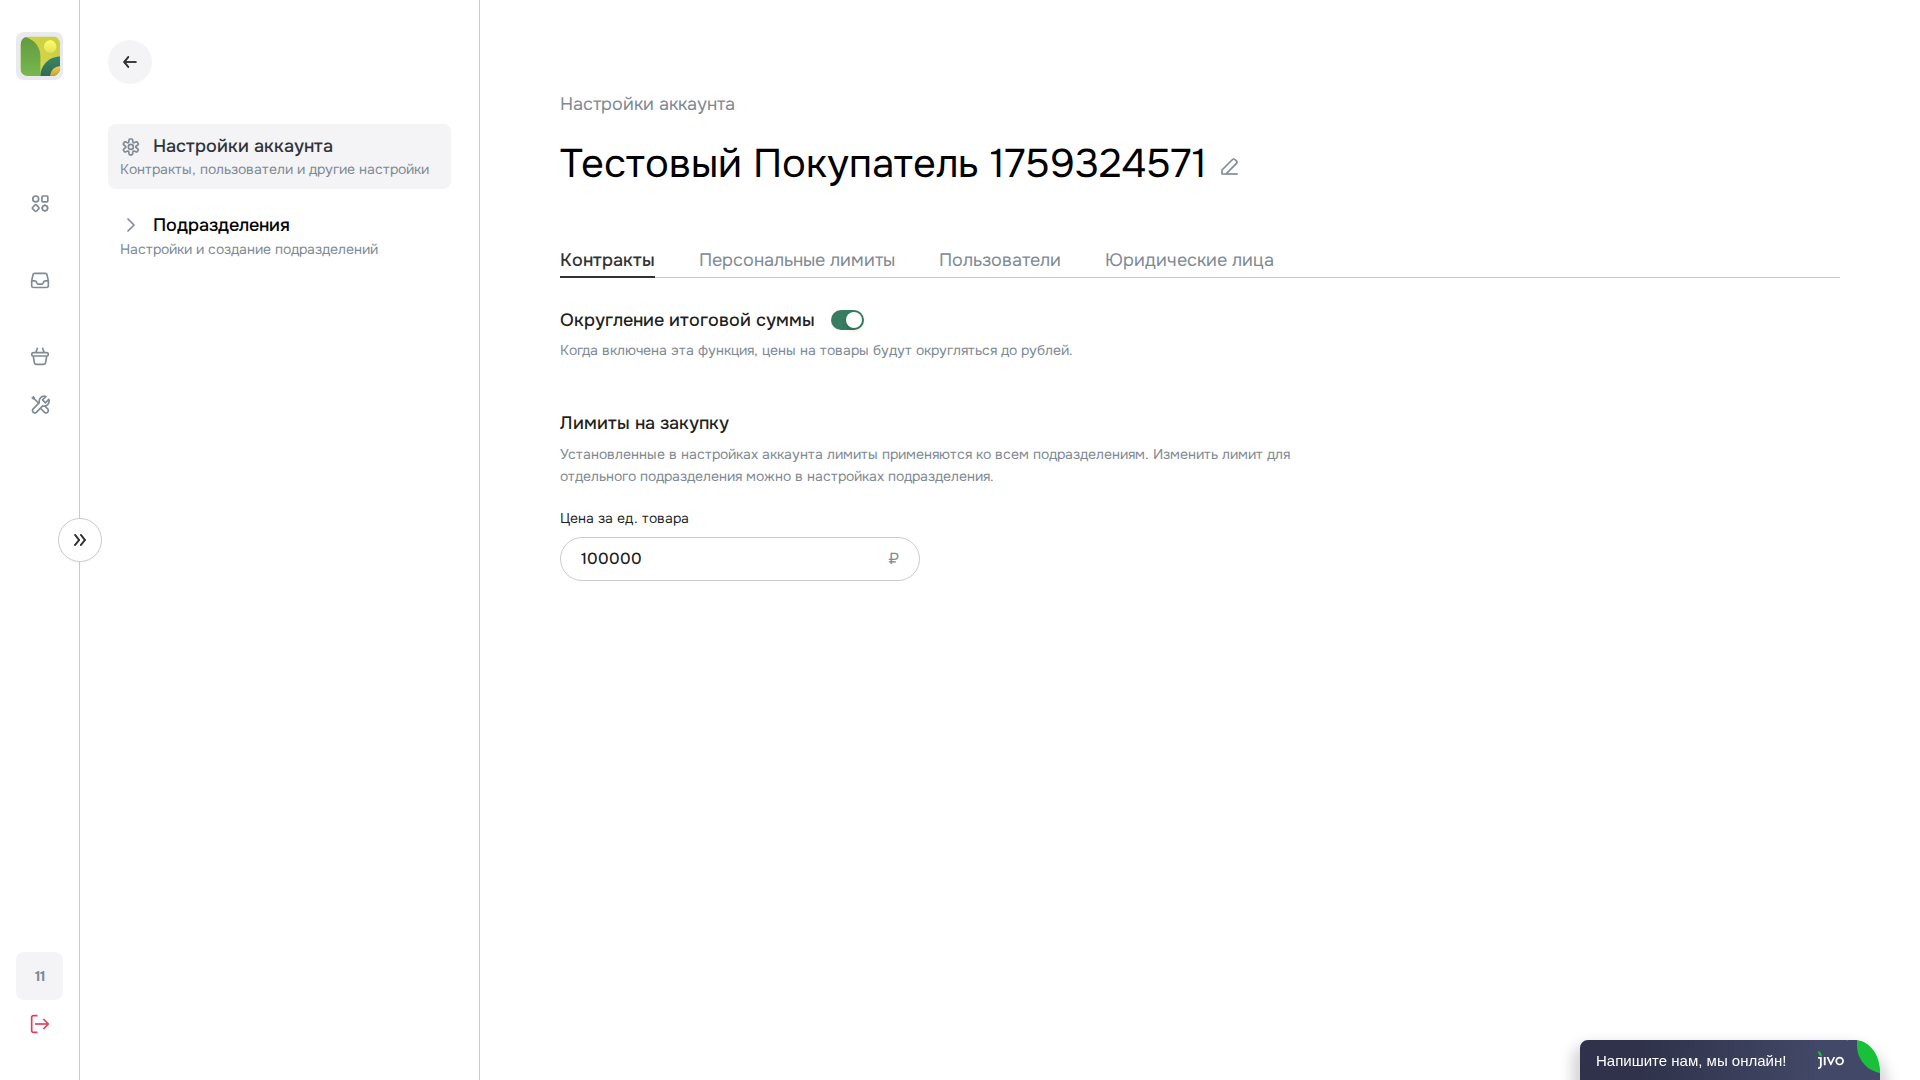 Настройки аккаунта
Контракты, пользователи и другие настройки
Подразделения
Настройки и создание подразделений
11
Настройки аккаунта
Тестовый Покупатель 1759324571
Контракты
Персональные лимиты
Пользователи
Юридические лица
Округление итоговой суммы
Когда включена эта функция, цены на товары будут округляться до рублей.
Лимиты на закупку
Установленные в настройках аккаунта лимиты применяются ко всем подразделениям. Изменить лимит для
отдельного подразделения можно в настройках подразделения.
Цена за ед. товара
100000 ₽
Напишите нам, мы онлайн! jivo